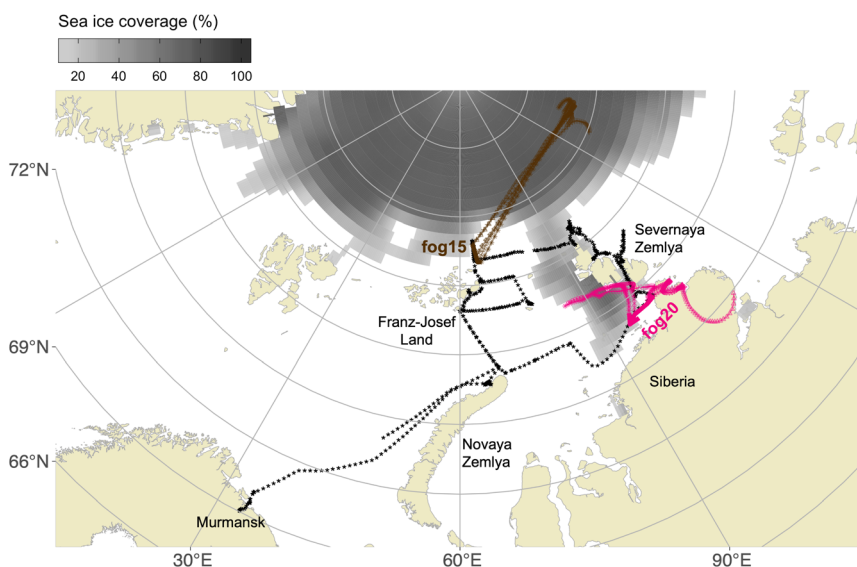 Sea ice coverage (%)
20 40 60 80 100
72°N
fog15
Severnaya
Zemlya
Franz-Josef
Land
fog20
69°N
Siberia
Novaya
Zemlya
66°N
Murmansk
30°E 60°E 90°E